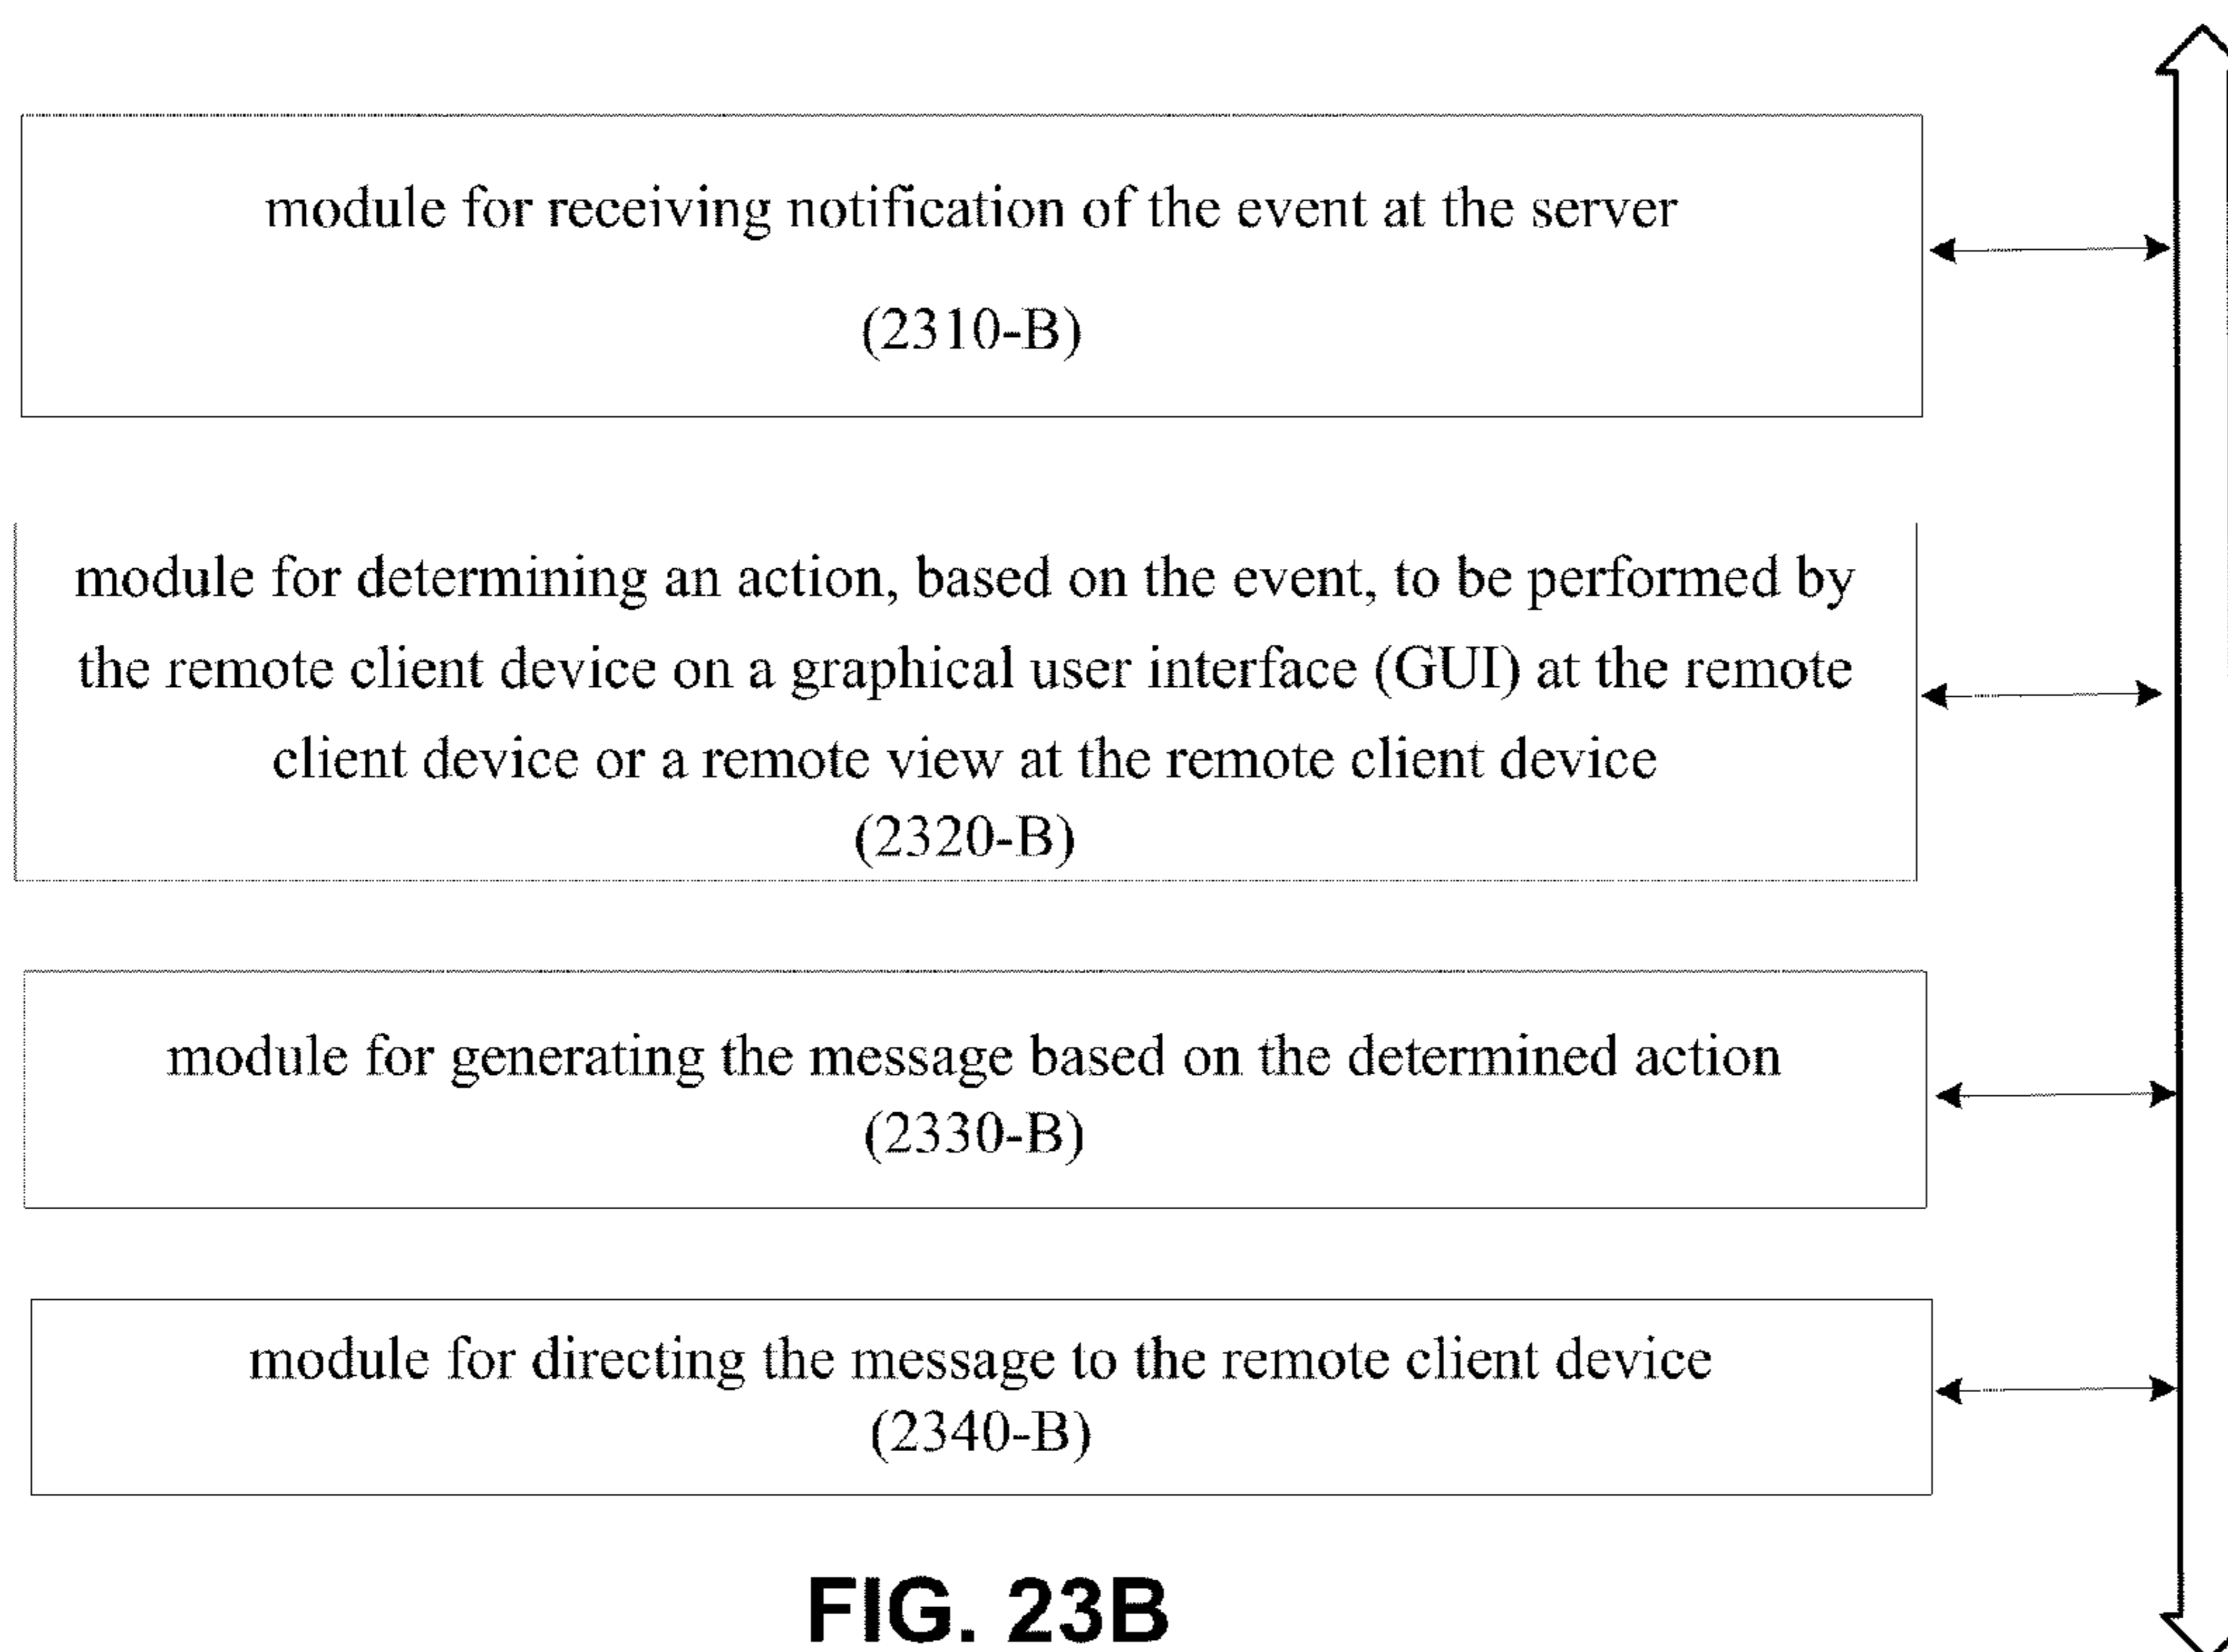 module for receiving notification of the event at the server
(2310-B)
module for determining an action, based on the event, to be performed by
the remote client device on a graphical user interface (GUI) at the remote
client device or a remote view at the remote client device
(2320-B)
module for generating the message based on the determined action
(2330-B)
module for directing the message to the remote client device
(2340-B)
FIG. 23B